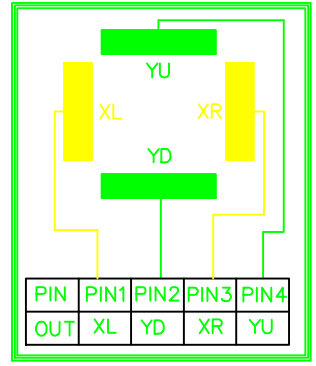 YU
XL XR
YD
PIN PIN1 PIN2 PIN3 PIN4
OUT XL YD XR YU